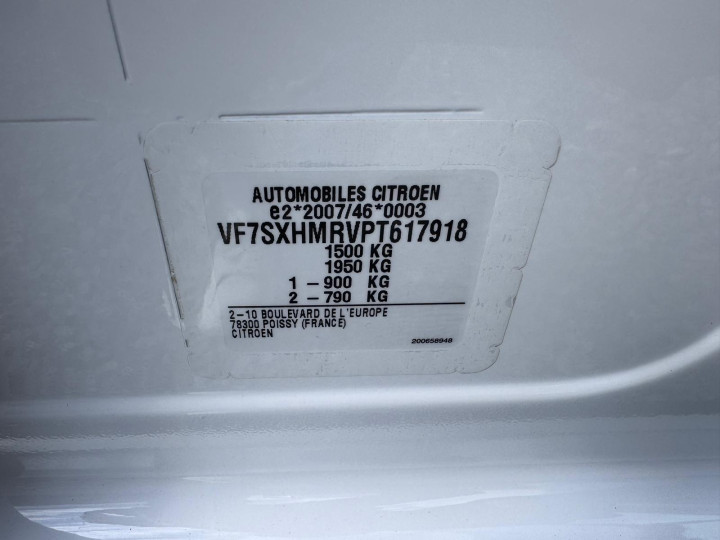 AUTOMOBILES CITROEN
e2*2007/46*0003
VF7SXHMRVPT617918
1500 KG
1950 KG
1 – 900 KG
2 – 790 KG
2–10 BOULEVARD DE L'EUROPE
78300 POISSY (FRANCE)
CITROEN
200658948